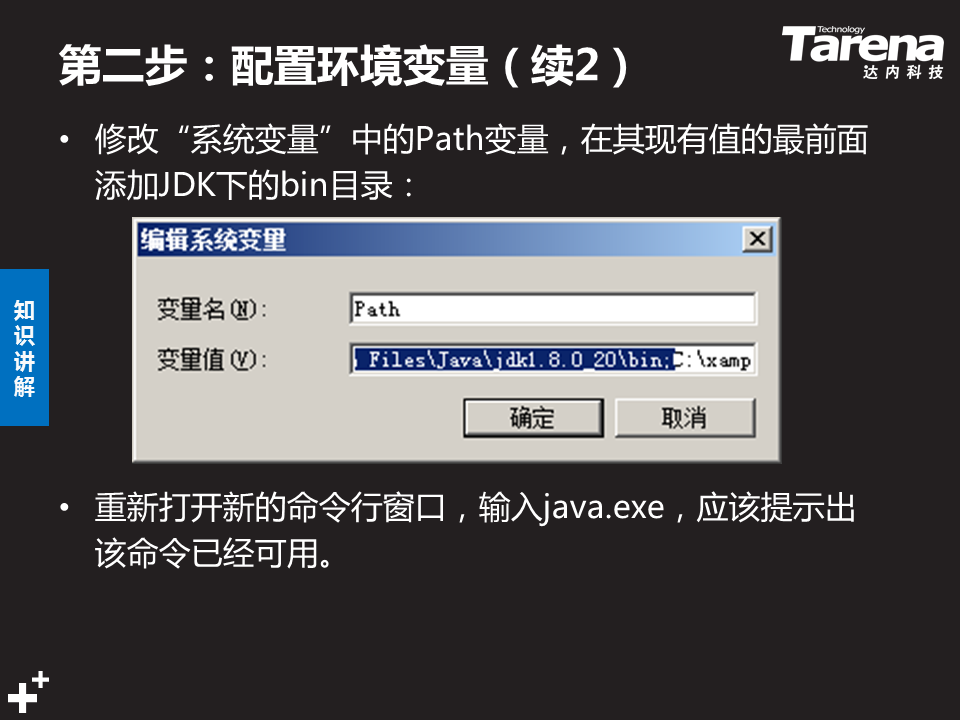 第二步：配置环境变量（续2）
Technology
Tarena
达内科技
• 修改“系统变量”中的Path变量，在其现有值的最前面
添加JDK下的bin目录：
编辑系统变量
变量名(N)：
Path
变量值(V)：
Files\Java\jdk1.8.0_20\bin;C:\xamp
确定
取消
知识讲解
• 重新打开新的命令行窗口，输入java.exe，应该提示出
该命令已经可用。